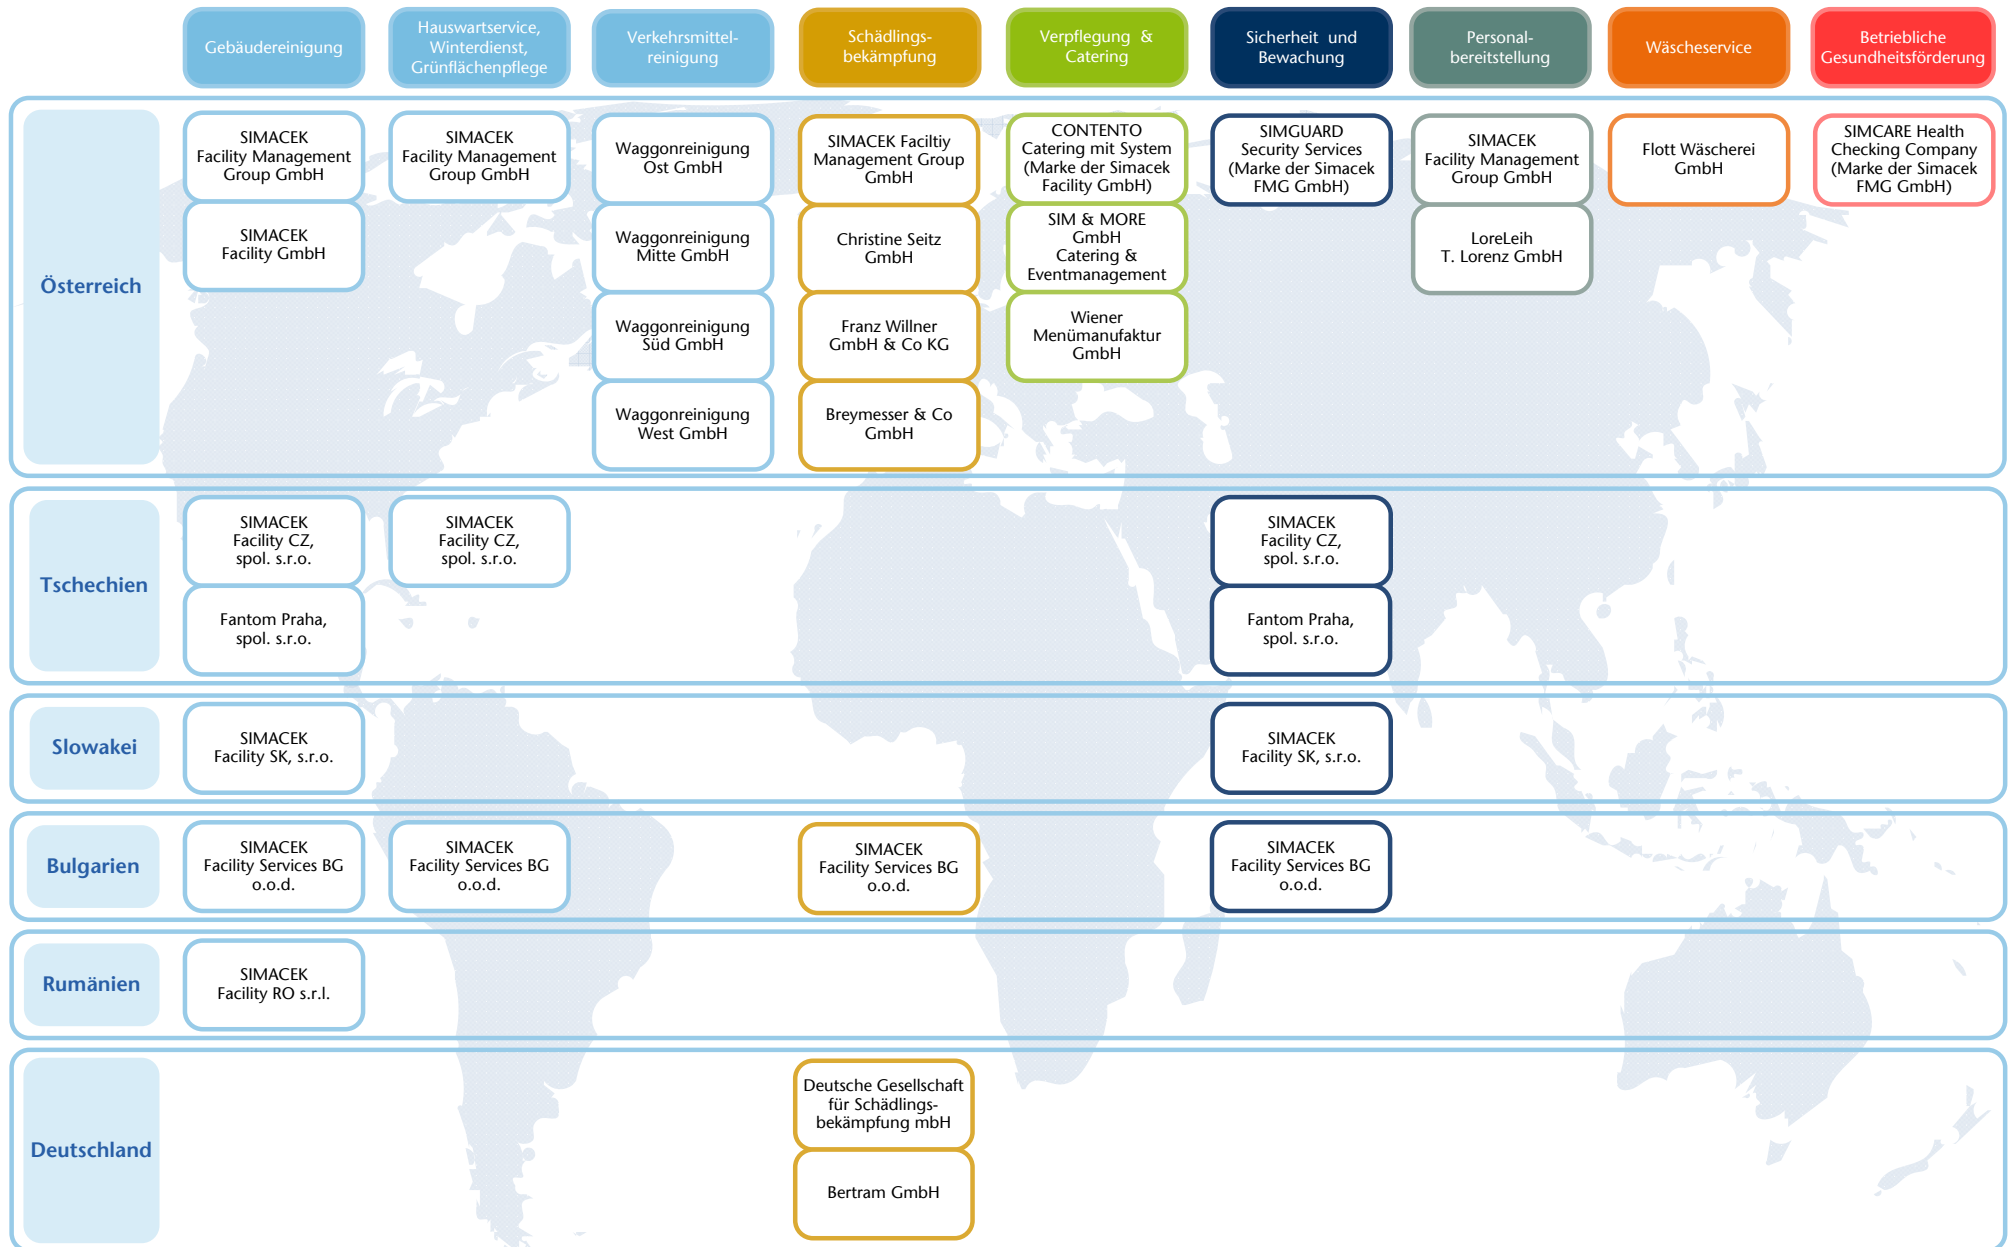 Gebäudereinigung
Hauswartservice,
Winterdienst,
Grünflächenpflege
Verkehrsmittel-
reinigung
Schädlings-
bekämpfung
Verpflegung &
Catering
Sicherheit und
Bewachung
Personal-
bereitstellung
Wäscheservice
Betriebliche
Gesundheitsförderung
Österreich
SIMACEK
Facility Management
Group GmbH
SIMACEK
Facility GmbH
SIMACEK
Facility Management
Group GmbH
Waggonreinigung
Ost GmbH
Waggonreinigung
Mitte GmbH
Waggonreinigung
Süd GmbH
Waggonreinigung
West GmbH
SIMACEK Faciltiy
Management Group
GmbH
Christine Seitz
GmbH
Franz Willner
GmbH & Co KG
Breymesser & Co
GmbH
CONTENTO
Catering mit System
(Marke der Simacek
Facility GmbH)
SIM & MORE
GmbH
Catering &
Eventmanagement
Wiener
Menümanufaktur
GmbH
SIMGUARD
Security Services
(Marke der Simacek
FMG GmbH)
SIMACEK
Facility Management
Group GmbH
LoreLeih
T. Lorenz GmbH
Flott Wäscherei
GmbH
SIMCARE Health
Checking Company
(Marke der Simacek
FMG GmbH)
Tschechien
SIMACEK
Facility CZ,
spol. s.r.o.
Fantom Praha,
spol. s.r.o.
SIMACEK
Facility CZ,
spol. s.r.o.
SIMACEK
Facility CZ,
spol. s.r.o.
Fantom Praha,
spol. s.r.o.
Slowakei
SIMACEK
Facility SK, s.r.o.
SIMACEK
Facility SK, s.r.o.
Bulgarien
SIMACEK
Facility Services BG
o.o.d.
SIMACEK
Facility Services BG
o.o.d.
SIMACEK
Facility Services BG
o.o.d.
SIMACEK
Facility Services BG
o.o.d.
Rumänien
SIMACEK
Facility RO s.r.l.
Deutschland
Deutsche Gesellschaft
für Schädlings-
bekämpfung mbH
Bertram GmbH